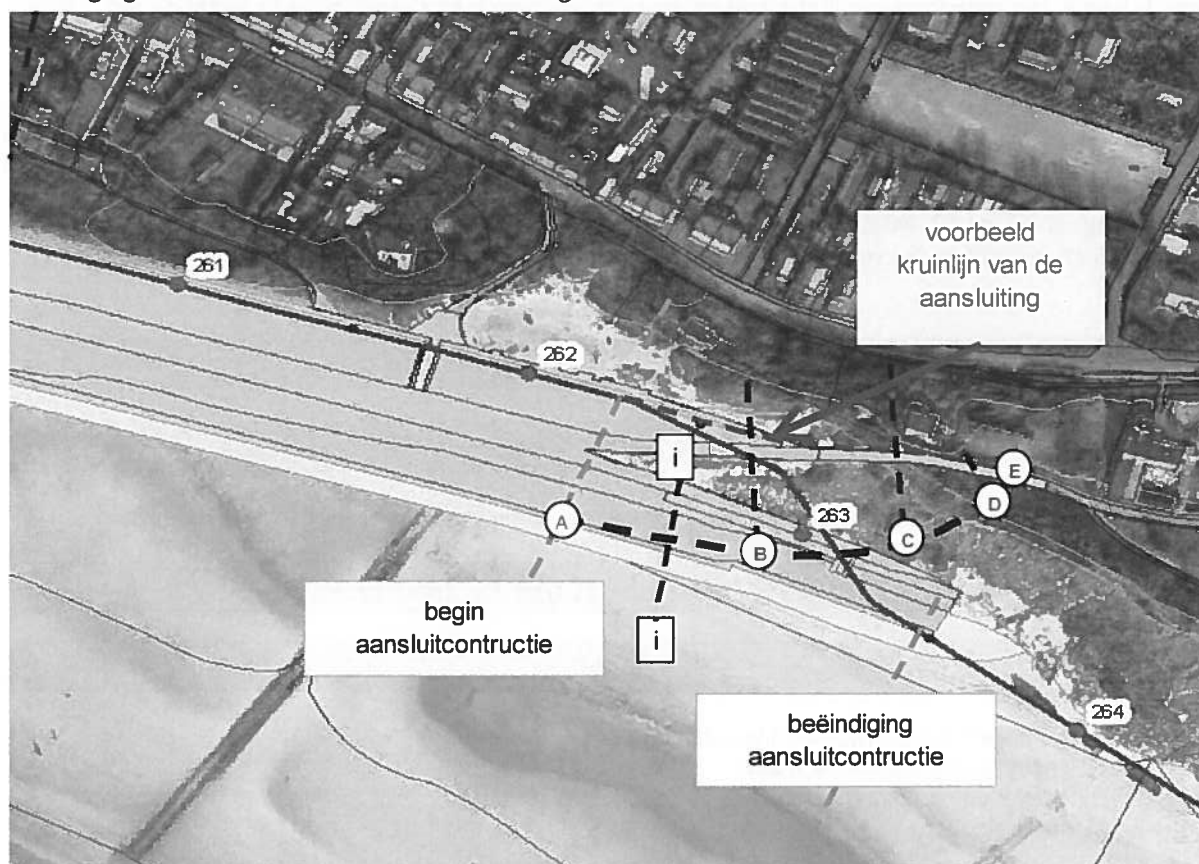 261
262
voorbeeld
kruinlijn van de
aansluiting
i
E
D
A
263
C
B
begin
aansluitcontructie
i
264
beëindiging
aansluitcontructie